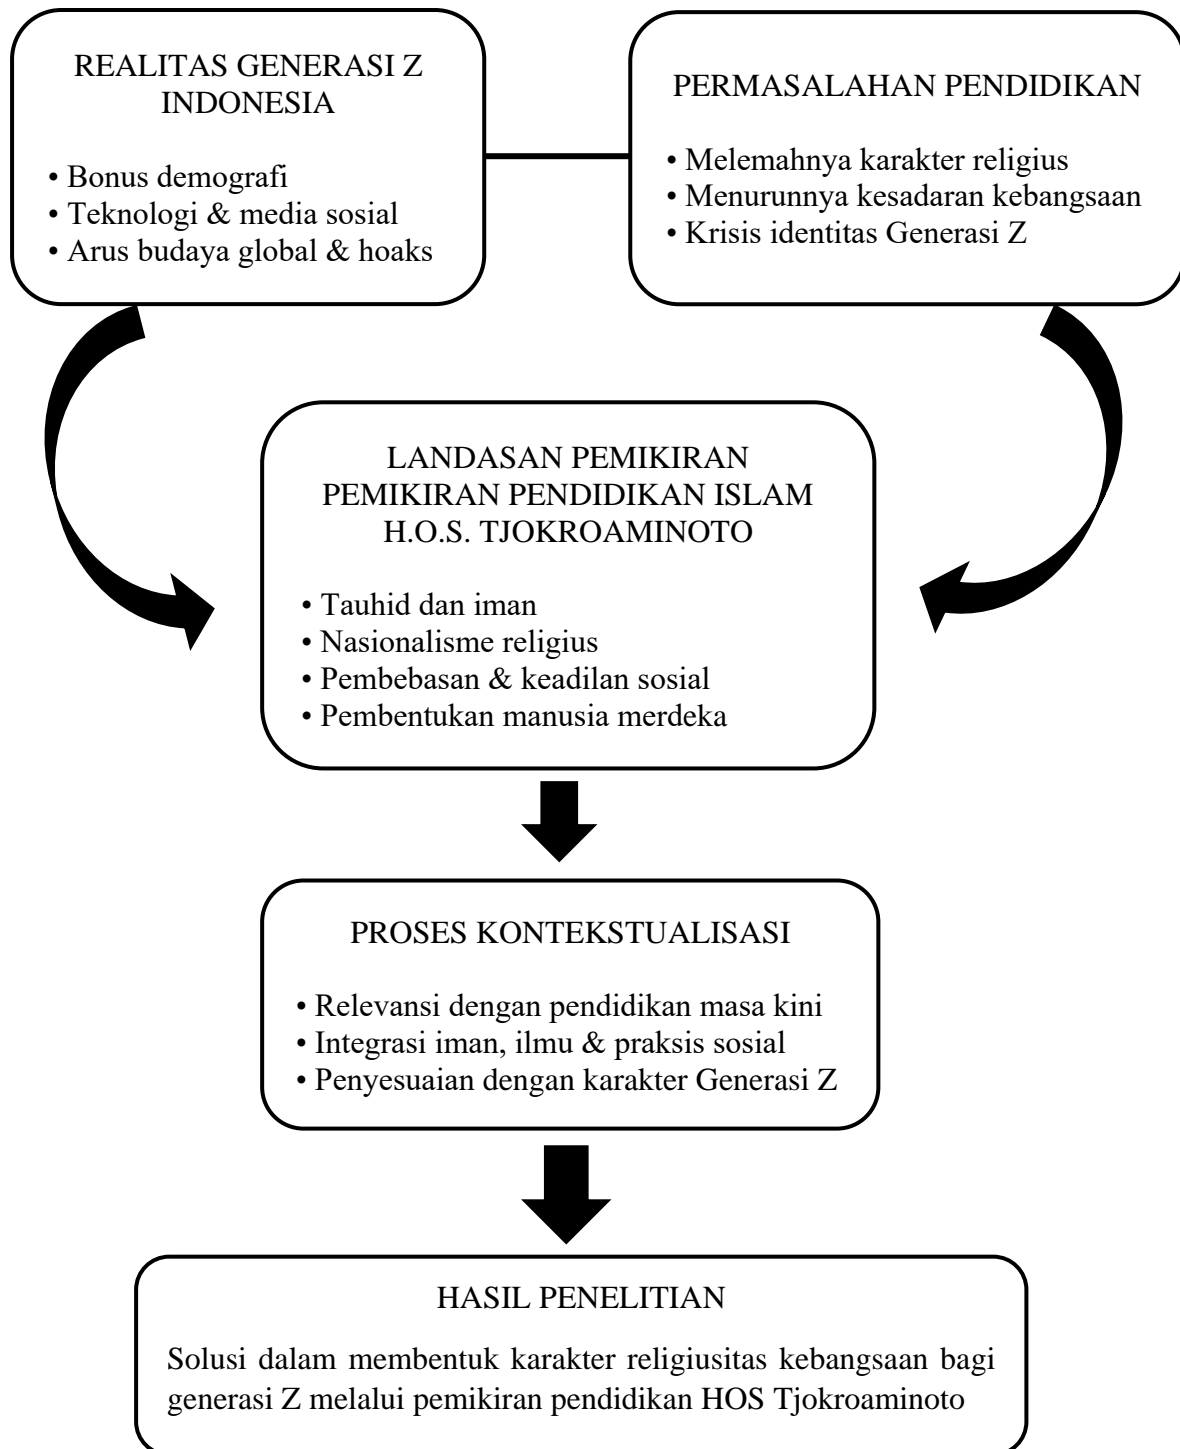 REALITAS GENERASI Z
INDONESIA
• Bonus demografi
• Teknologi & media sosial
• Arus budaya global & hoaks
PERMASALAHAN PENDIDIKAN
• Melemahnya karakter religius
• Menurunnya kesadaran kebangsaan
• Krisis identitas Generasi Z
LANDASAN PEMIKIRAN
PEMIKIRAN PENDIDIKAN ISLAM
H.O.S. TJOKROAMINOTO
• Tauhid dan iman
• Nasionalisme religius
• Pembebasan & keadilan sosial
• Pembentukan manusia merdeka
PROSES KONTEKSTUALISASI
• Relevansi dengan pendidikan masa kini
• Integrasi iman, ilmu & praksis sosial
• Penyesuaian dengan karakter Generasi Z
HASIL PENELITIAN
Solusi dalam membentuk karakter religiusitas kebangsaan bagi
generasi Z melalui pemikiran pendidikan HOS Tjokroaminoto